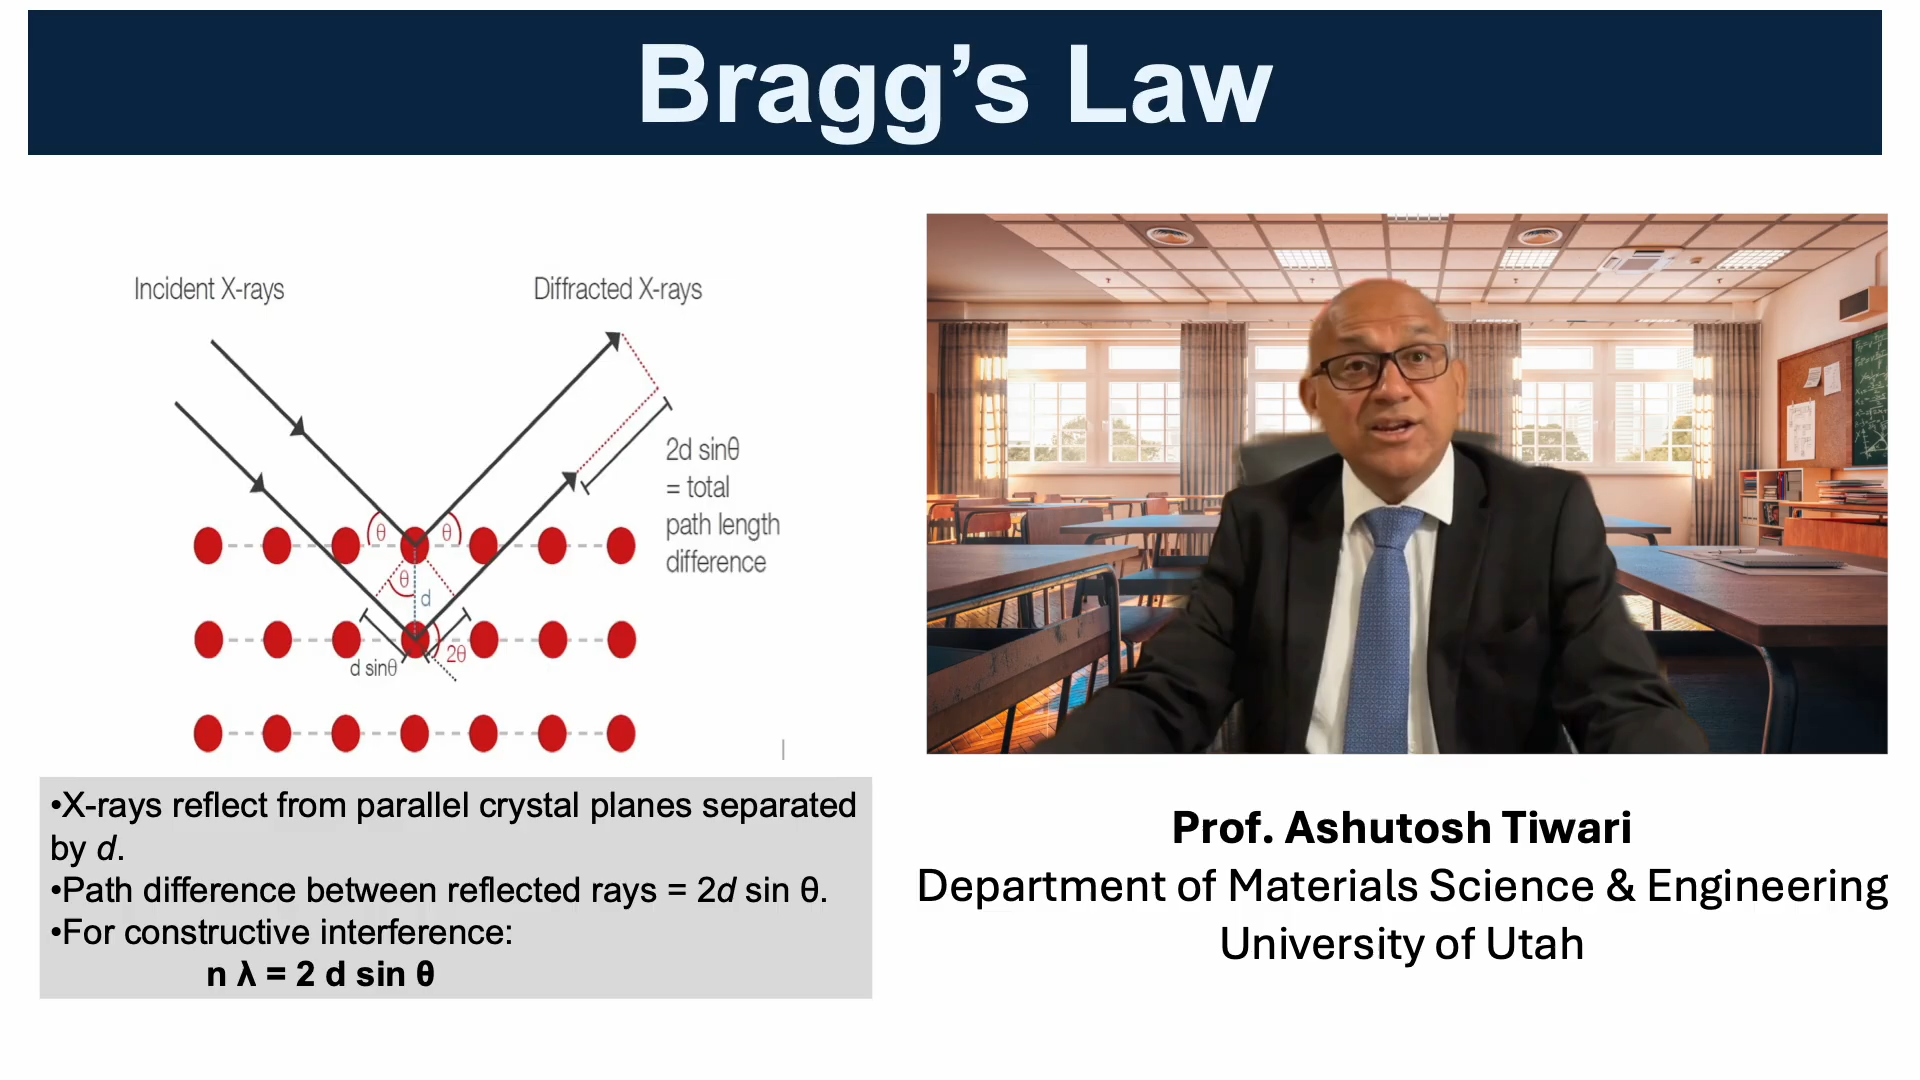 Bragg’s Law
Incident X-rays
Diffracted X-rays
2d sinθ
= total
path length
difference
θ
θ
θ
d
2θ
d sinθ
•X-rays reflect from parallel crystal planes separated
by d.
•Path difference between reflected rays = 2d sin θ.
•For constructive interference:
n λ = 2 d sin θ
Prof. Ashutosh Tiwari
Department of Materials Science & Engineering
University of Utah